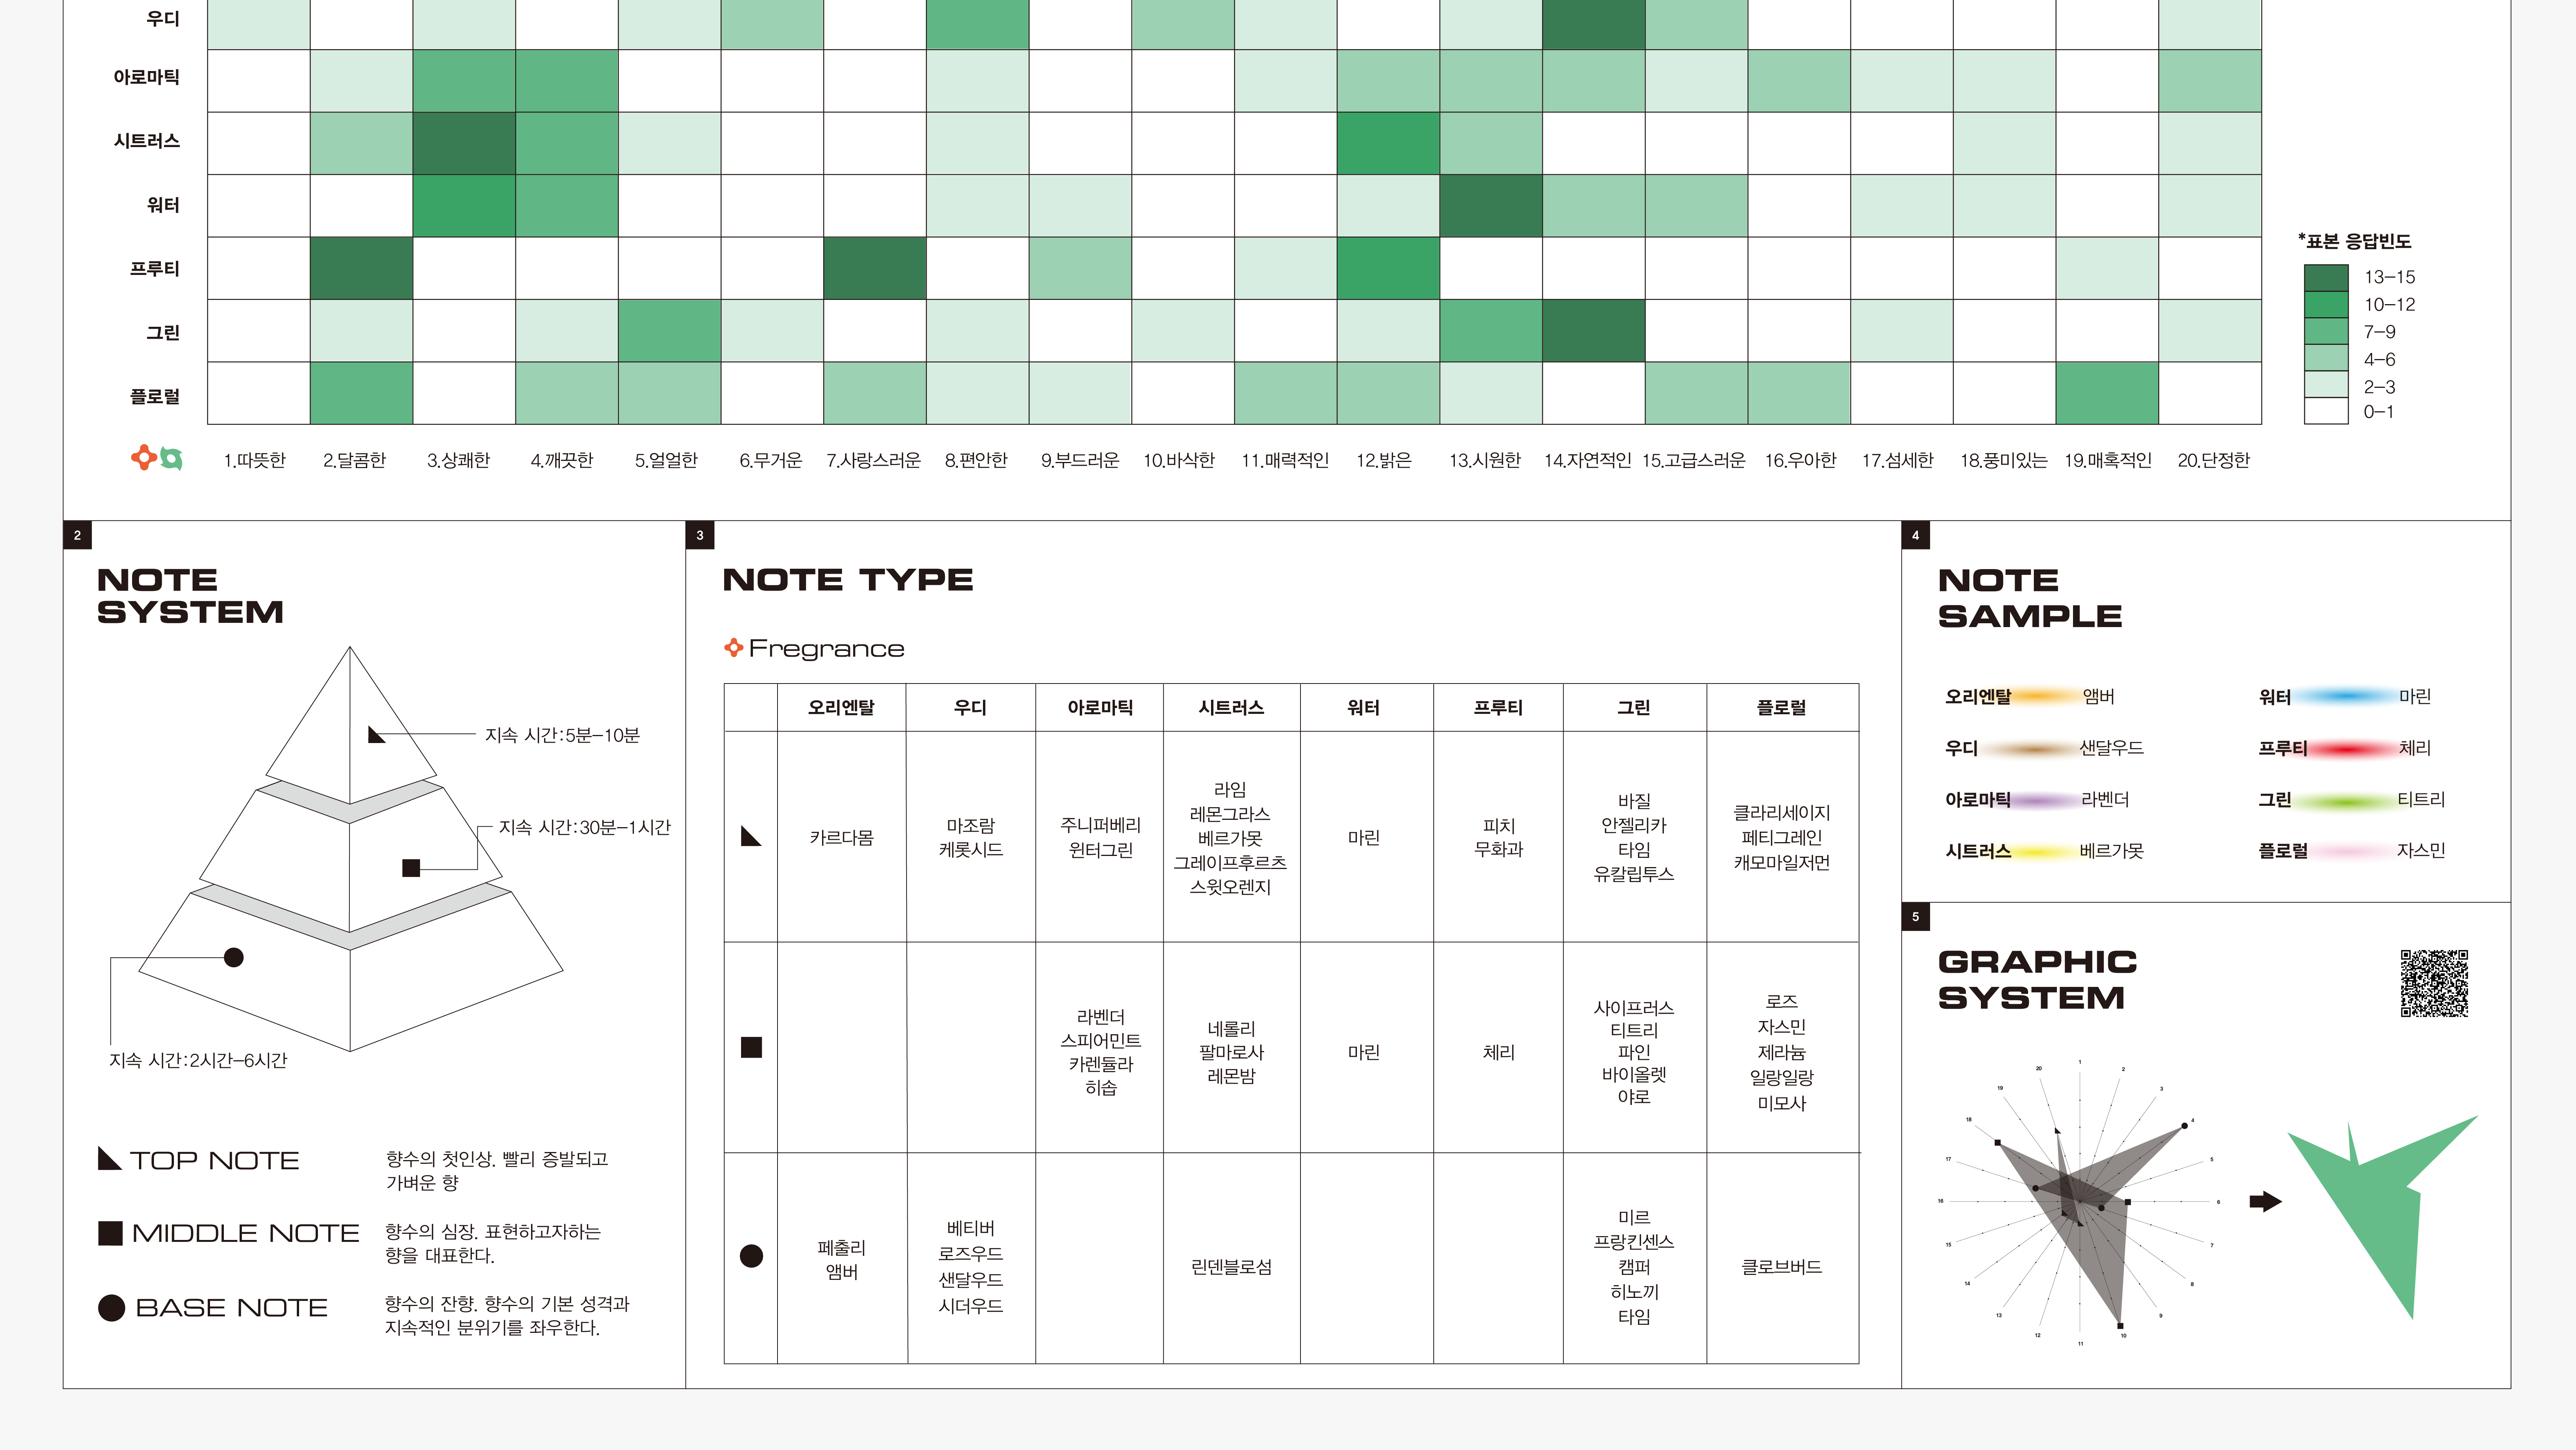 우디
아로마틱
시트러스
워터
프루티
그린
플로럴
*표본 응답빈도
13–15
10–12
7–9
4–6
2–3
0–1
1.따뜻한 2.달콤한 3.상쾌한 4.깨끗한 5.얼얼한 6.무거운 7.사랑스러운 8.편안한 9.부드러운 10.바삭한 11.매력적인 12.밝은 13.시원한 14.자연적인 15.고급스러운 16.우아한 17.섬세한 18.풍미있는 19.매혹적인 20.단정한
2
NOTE
SYSTEM
지속 시간:5분–10분
지속 시간:30분–1시간
지속 시간:2시간–6시간
TOP NOTE
향수의 첫인상. 빨리 증발되고
가벼운 향
MIDDLE NOTE
향수의 심장. 표현하고자하는
향을 대표한다.
BASE NOTE
향수의 잔향. 향수의 기본 성격과
지속적인 분위기를 좌우한다.
3
NOTE TYPE
Fregrance
오리엔탈 우디 아로마틱 시트러스 워터 프루티 그린 플로럴
카르다몸
마조람
케롯시드
주니퍼베리
윈터그린
라임
레몬그라스
베르가못
그레이프후르츠
스윗오렌지
마린
피치
무화과
바질
안젤리카
타임
유칼립투스
클라리세이지
페티그레인
캐모마일저먼
라벤더
스피어민트
카렌듈라
히솝
네롤리
팔마로사
레몬밤
마린
체리
사이프러스
티트리
파인
바이올렛
야로
로즈
자스민
제라늄
일랑일랑
미모사
페출리
앰버
베티버
로즈우드
샌달우드
시더우드
린덴블로섬
미르
프랑킨센스
캠퍼
히노끼
타임
클로브버드
4
NOTE
SAMPLE
오리엔탈 앰버
우디 샌달우드
아로마틱 라벤더
시트러스 베르가못
워터 마린
프루티 체리
그린 티트리
플로럴 자스민
5
GRAPHIC
SYSTEM
1
2
3
4
5
6
7
8
9
10
11
12
13
14
15
16
17
18
19
20